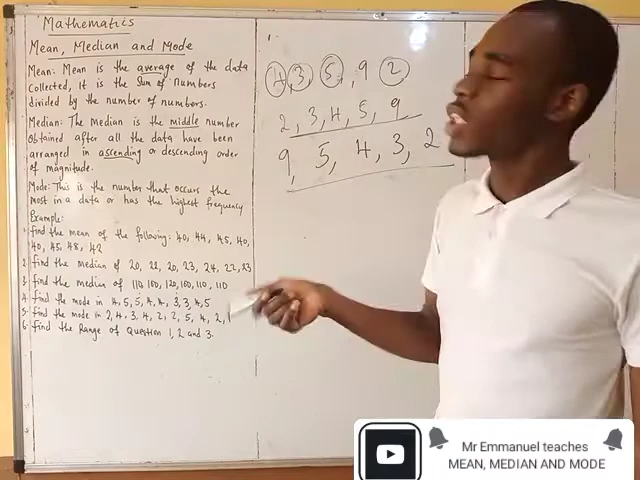 Mathematics
Mean, Median and Mode
Mean: Mean is the average of the data
collected, it is the Sum of numbers
divided by the number of numbers.
Median: The Median is the middle number
obtained after all the data have been
arranged in ascending or descending order
of magnitude.
Mode: This is the number that occurs the
most in a data or has the highest frequency
Example:
1. find the mean of the following: 40, 44, 45, 40,
40, 45, 48, 42
2. find the median of 20, 22, 20, 23, 24, 22, 23
3. find the median of 110, 100, 120, 100, 110, 110
4. find the mode in 4, 5, 5, 4, 4, 3, 3, 4, 5
5. find the mode in 2, 4, 3, 4, 2, 2, 5, 4, 2,
6. Find the Range of Question 1, 2 and 3.
4, 3, 5, 9 2
2, 3, 4, 5, 9
9, 5, 4, 3, 2
Mr Emmanuel teaches
MEAN, MEDIAN AND MODE